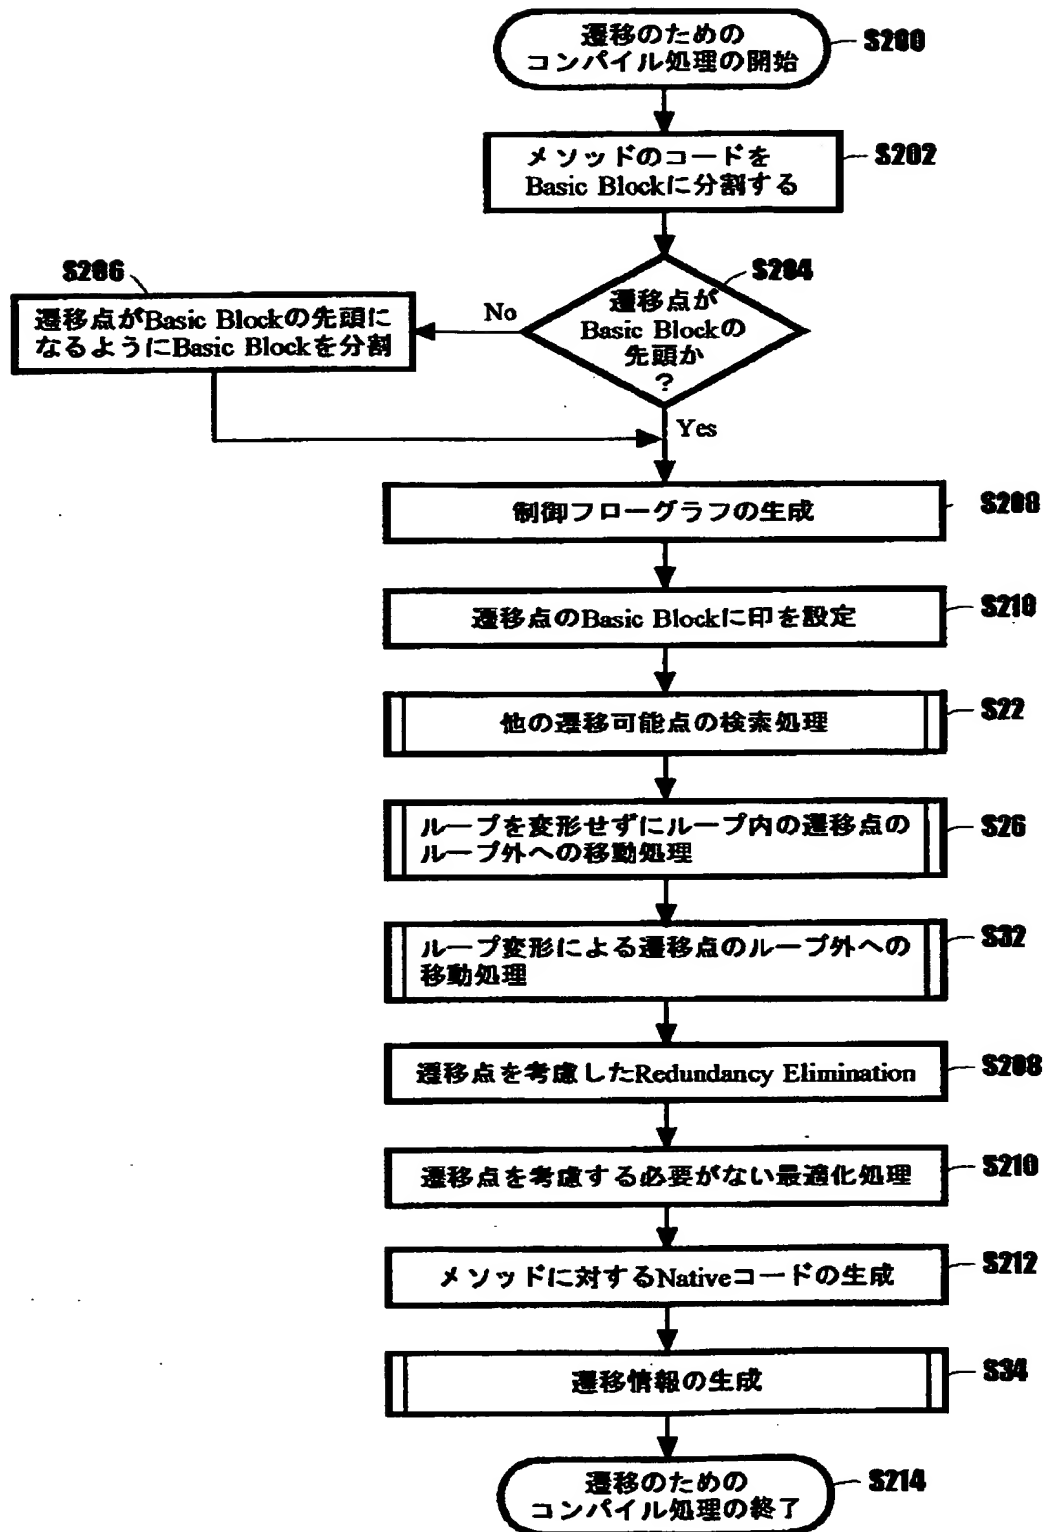 遷移のための
コンパイル処理の開始
S200
メソッドのコードを
Basic Blockに分割する
S202
S206
遷移点がBasic Blockの先頭に
なるようにBasic Blockを分割
No
S204
遷移点が
Basic Blockの
先頭か
?
Yes
制御フローグラフの生成
S208
遷移点のBasic Blockに印を設定
S210
他の遷移可能点の検索処理
S22
ループを変形せずにループ内の遷移点の
ループ外への移動処理
S26
ループ変形による遷移点のループ外への
移動処理
S32
遷移点を考慮したRedundancy Elimination
S208
遷移点を考慮する必要がない最適化処理
S210
メソッドに対するNativeコードの生成
S212
遷移情報の生成
S34
遷移のための
コンパイル処理の終了
S214